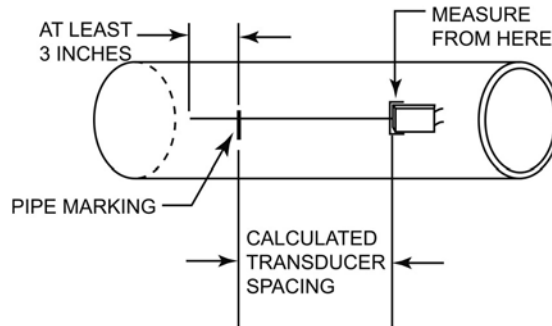 AT LEAST
3 INCHES
MEASURE
FROM HERE
PIPE MARKING
CALCULATED
TRANSDUCER
SPACING